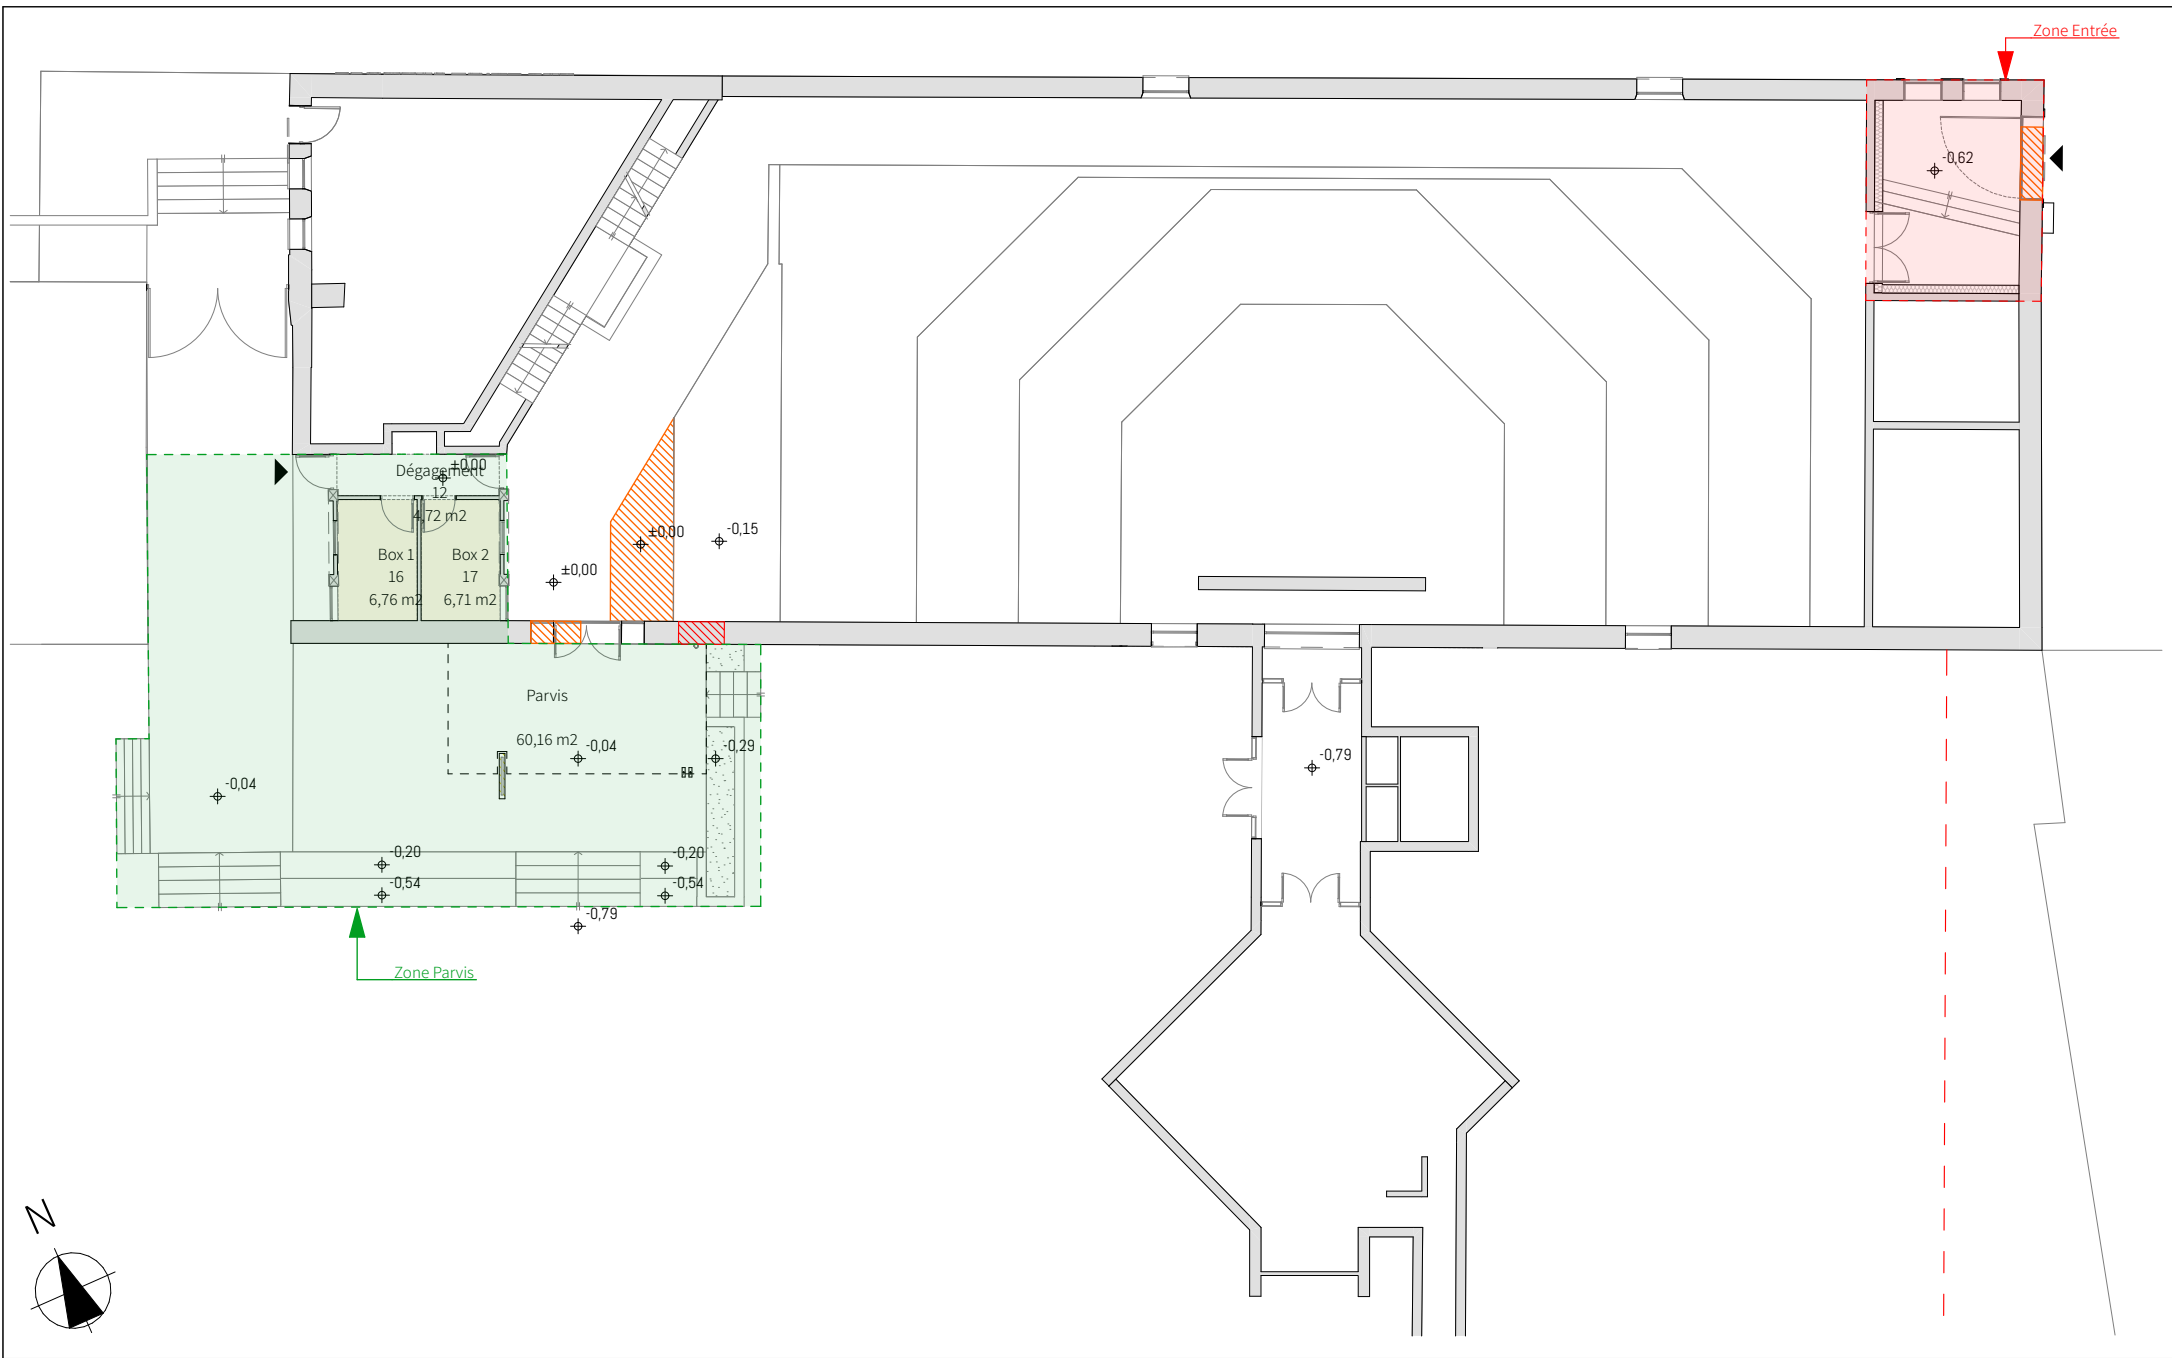 Zone Entrée
-0,62
Dégagement
±0,00
12
4,72 m2
Box 1
16
6,76 m2
Box 2
17
6,71 m2
±0,00
±0,00
-0,15
Parvis
60,16 m2
-0,04
-0,29
-0,79
-0,04
-0,20
-0,54
-0,20
-0,54
-0,79
Zone Parvis
N